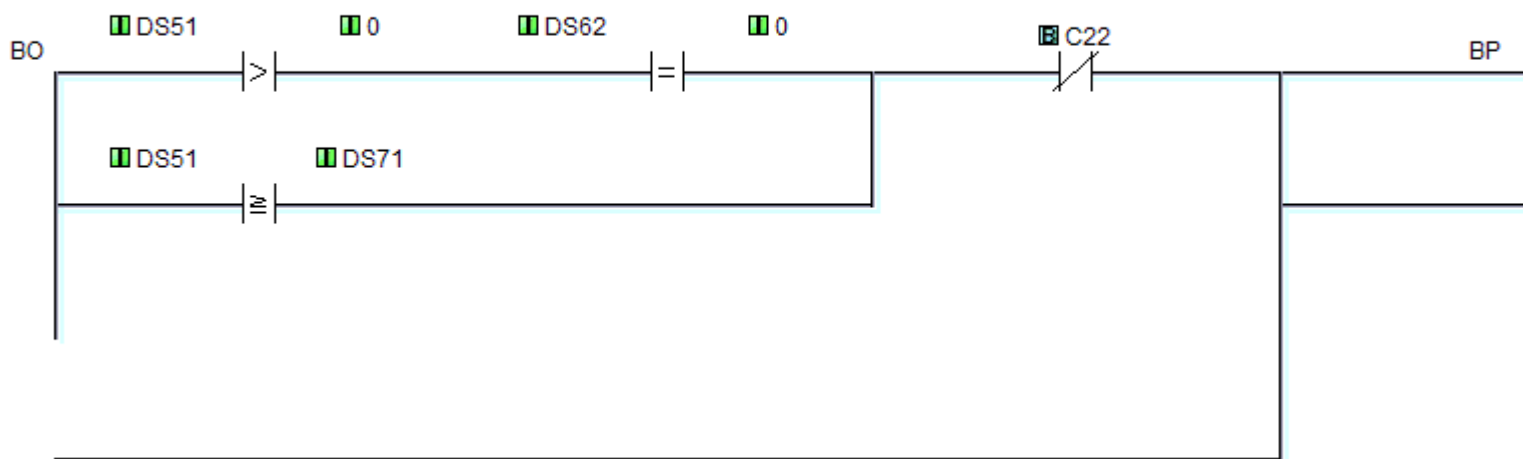 DS51 0 DS62 0
BO C22 BP
> =
DS51 DS71
≧